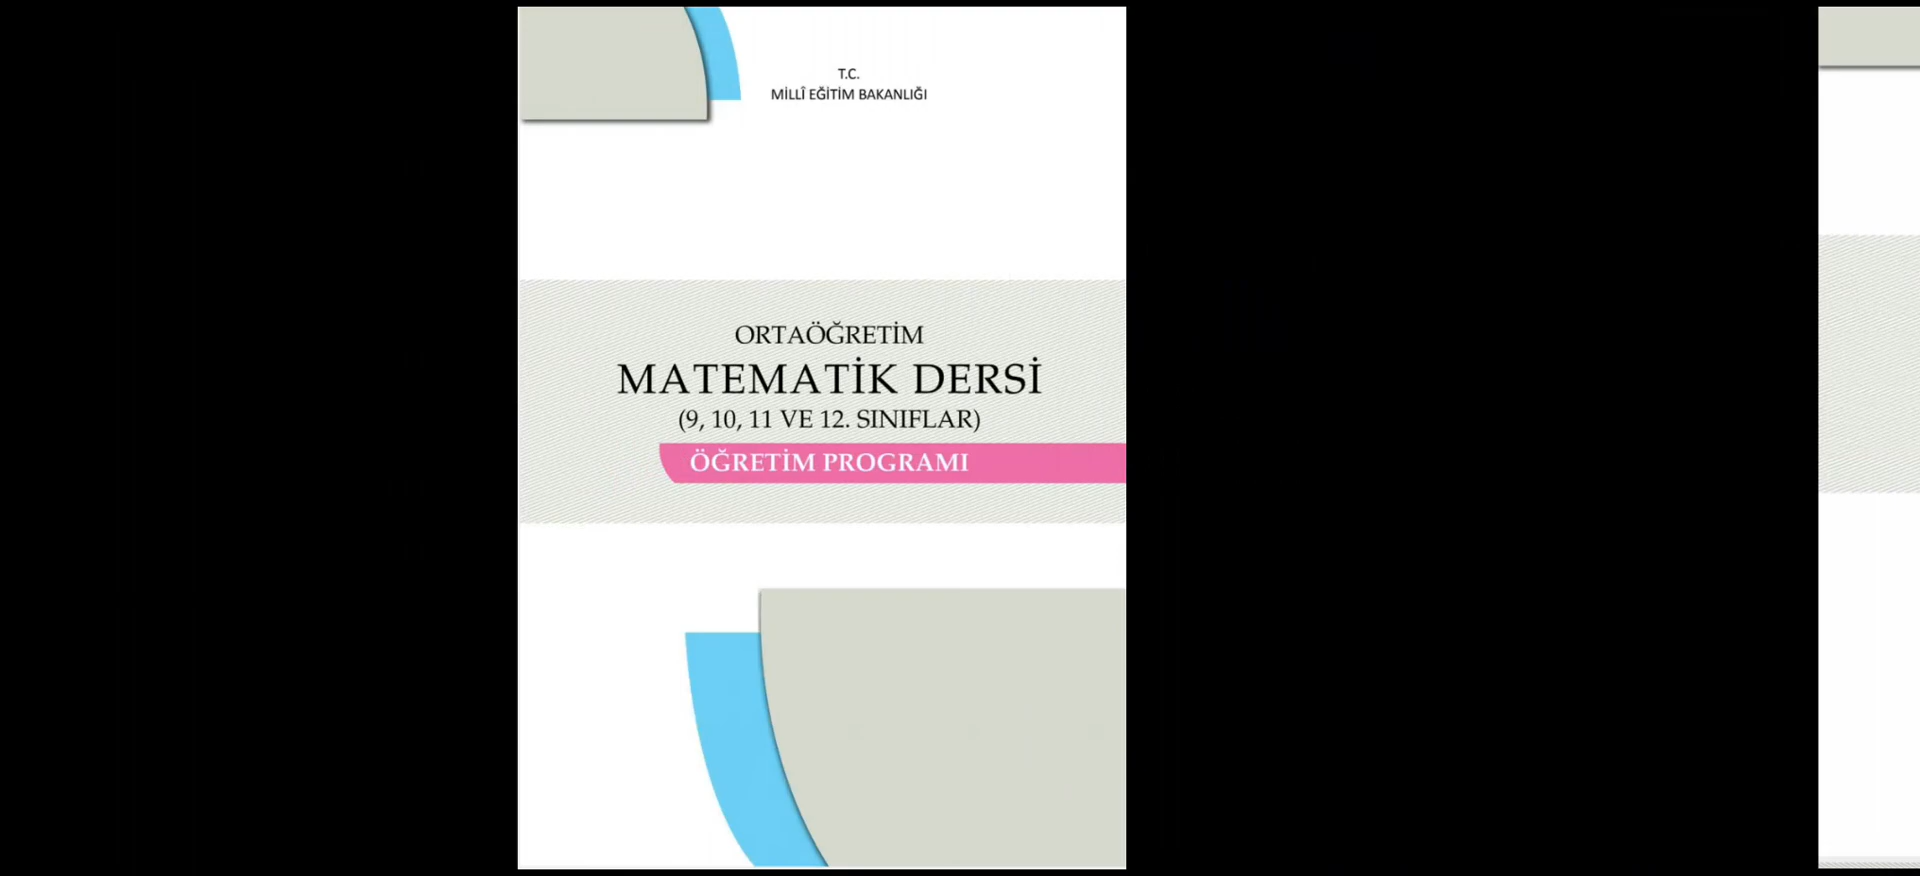 T.C.
MİLLÎ EĞİTİM BAKANLIĞI
ORTAÖĞRETİM
MATEMATİK DERSİ
(9, 10, 11 VE 12. SINIFLAR)
ÖĞRETİM PROGRAMI